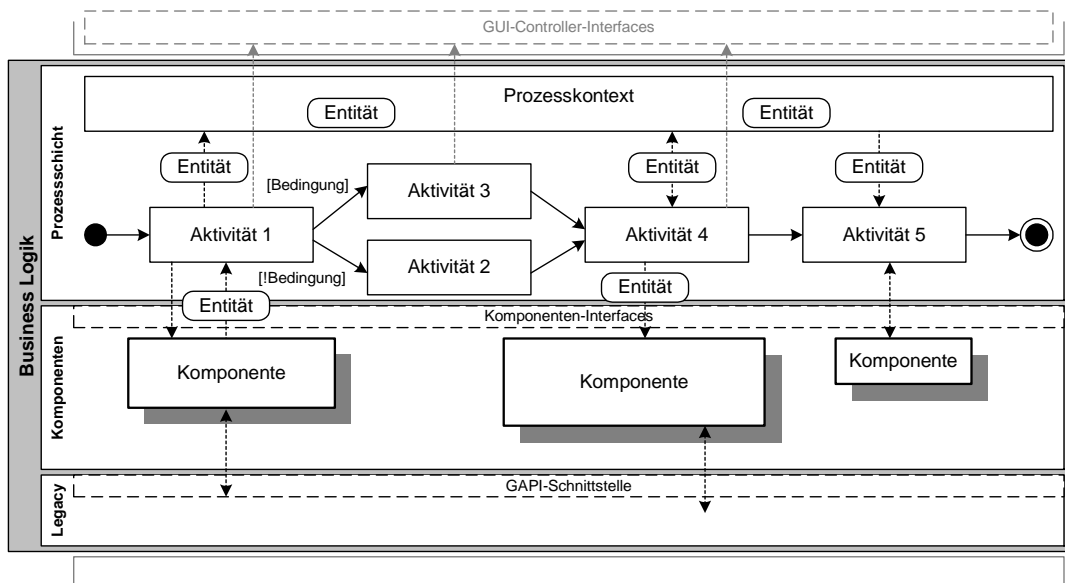 GUI-Controller-Interfaces
Business Logik
Prozessschicht
Prozesskontext
Entität
Entität
Entität
Entität
Entität
[Bedingung]
Aktivität 3
Aktivität 1
Aktivität 4
Aktivität 5
Aktivität 2
[!Bedingung]
Entität
Entität
Komponenten
Komponenten-Interfaces
Komponente
Komponente
Komponente
Legacy
GAPI-Schnittstelle